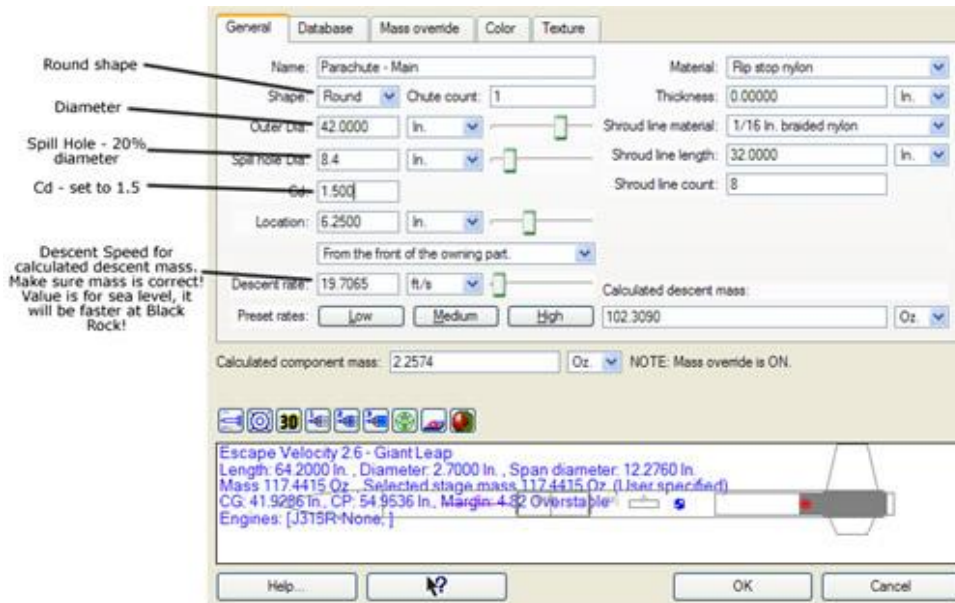 General Database Mass override Color Texture
Round shape
Name: Parachute - Main
Material: Rip stop nylon
Shape: Round Chute count: 1
Thickness: 0.00000 In.
Diameter
Outer Dia: 42.0000 In.
Shroud line material: 1/16 In. braided nylon
Spill Hole - 20%
diameter
Spill hole Dia: 8.4 In.
Shroud line length: 32.0000 In.
Cd - set to 1.5
Cd: 1.500
Shroud line count: 8
Location: 6.2500 In.
From the front of the owning part.
Descent Speed for
calculated descent mass.
Make sure mass is correct!
Value is for sea level, it
will be faster at Black
Rock!
Descent rate: 19.7065 ft/s
Calculated descent mass:
Preset rates: Low Medium High
102.3090 Oz.
Calculated component mass: 2.2574 Oz. NOTE: Mass override is ON.
3D
Escape Velocity 2.6 - Giant Leap
Length: 64.2000 In. , Diameter: 2.7000 In. , Span diameter: 12.2760 In.
Mass 117.4415 Oz. , Selected stage mass 117.4415 Oz. (User specified)
CG: 41.9286 In., CP: 54.9536 In., Margin: 4.82 Overstable
Engines: [J315R-None, ]
Help... ? OK Cancel